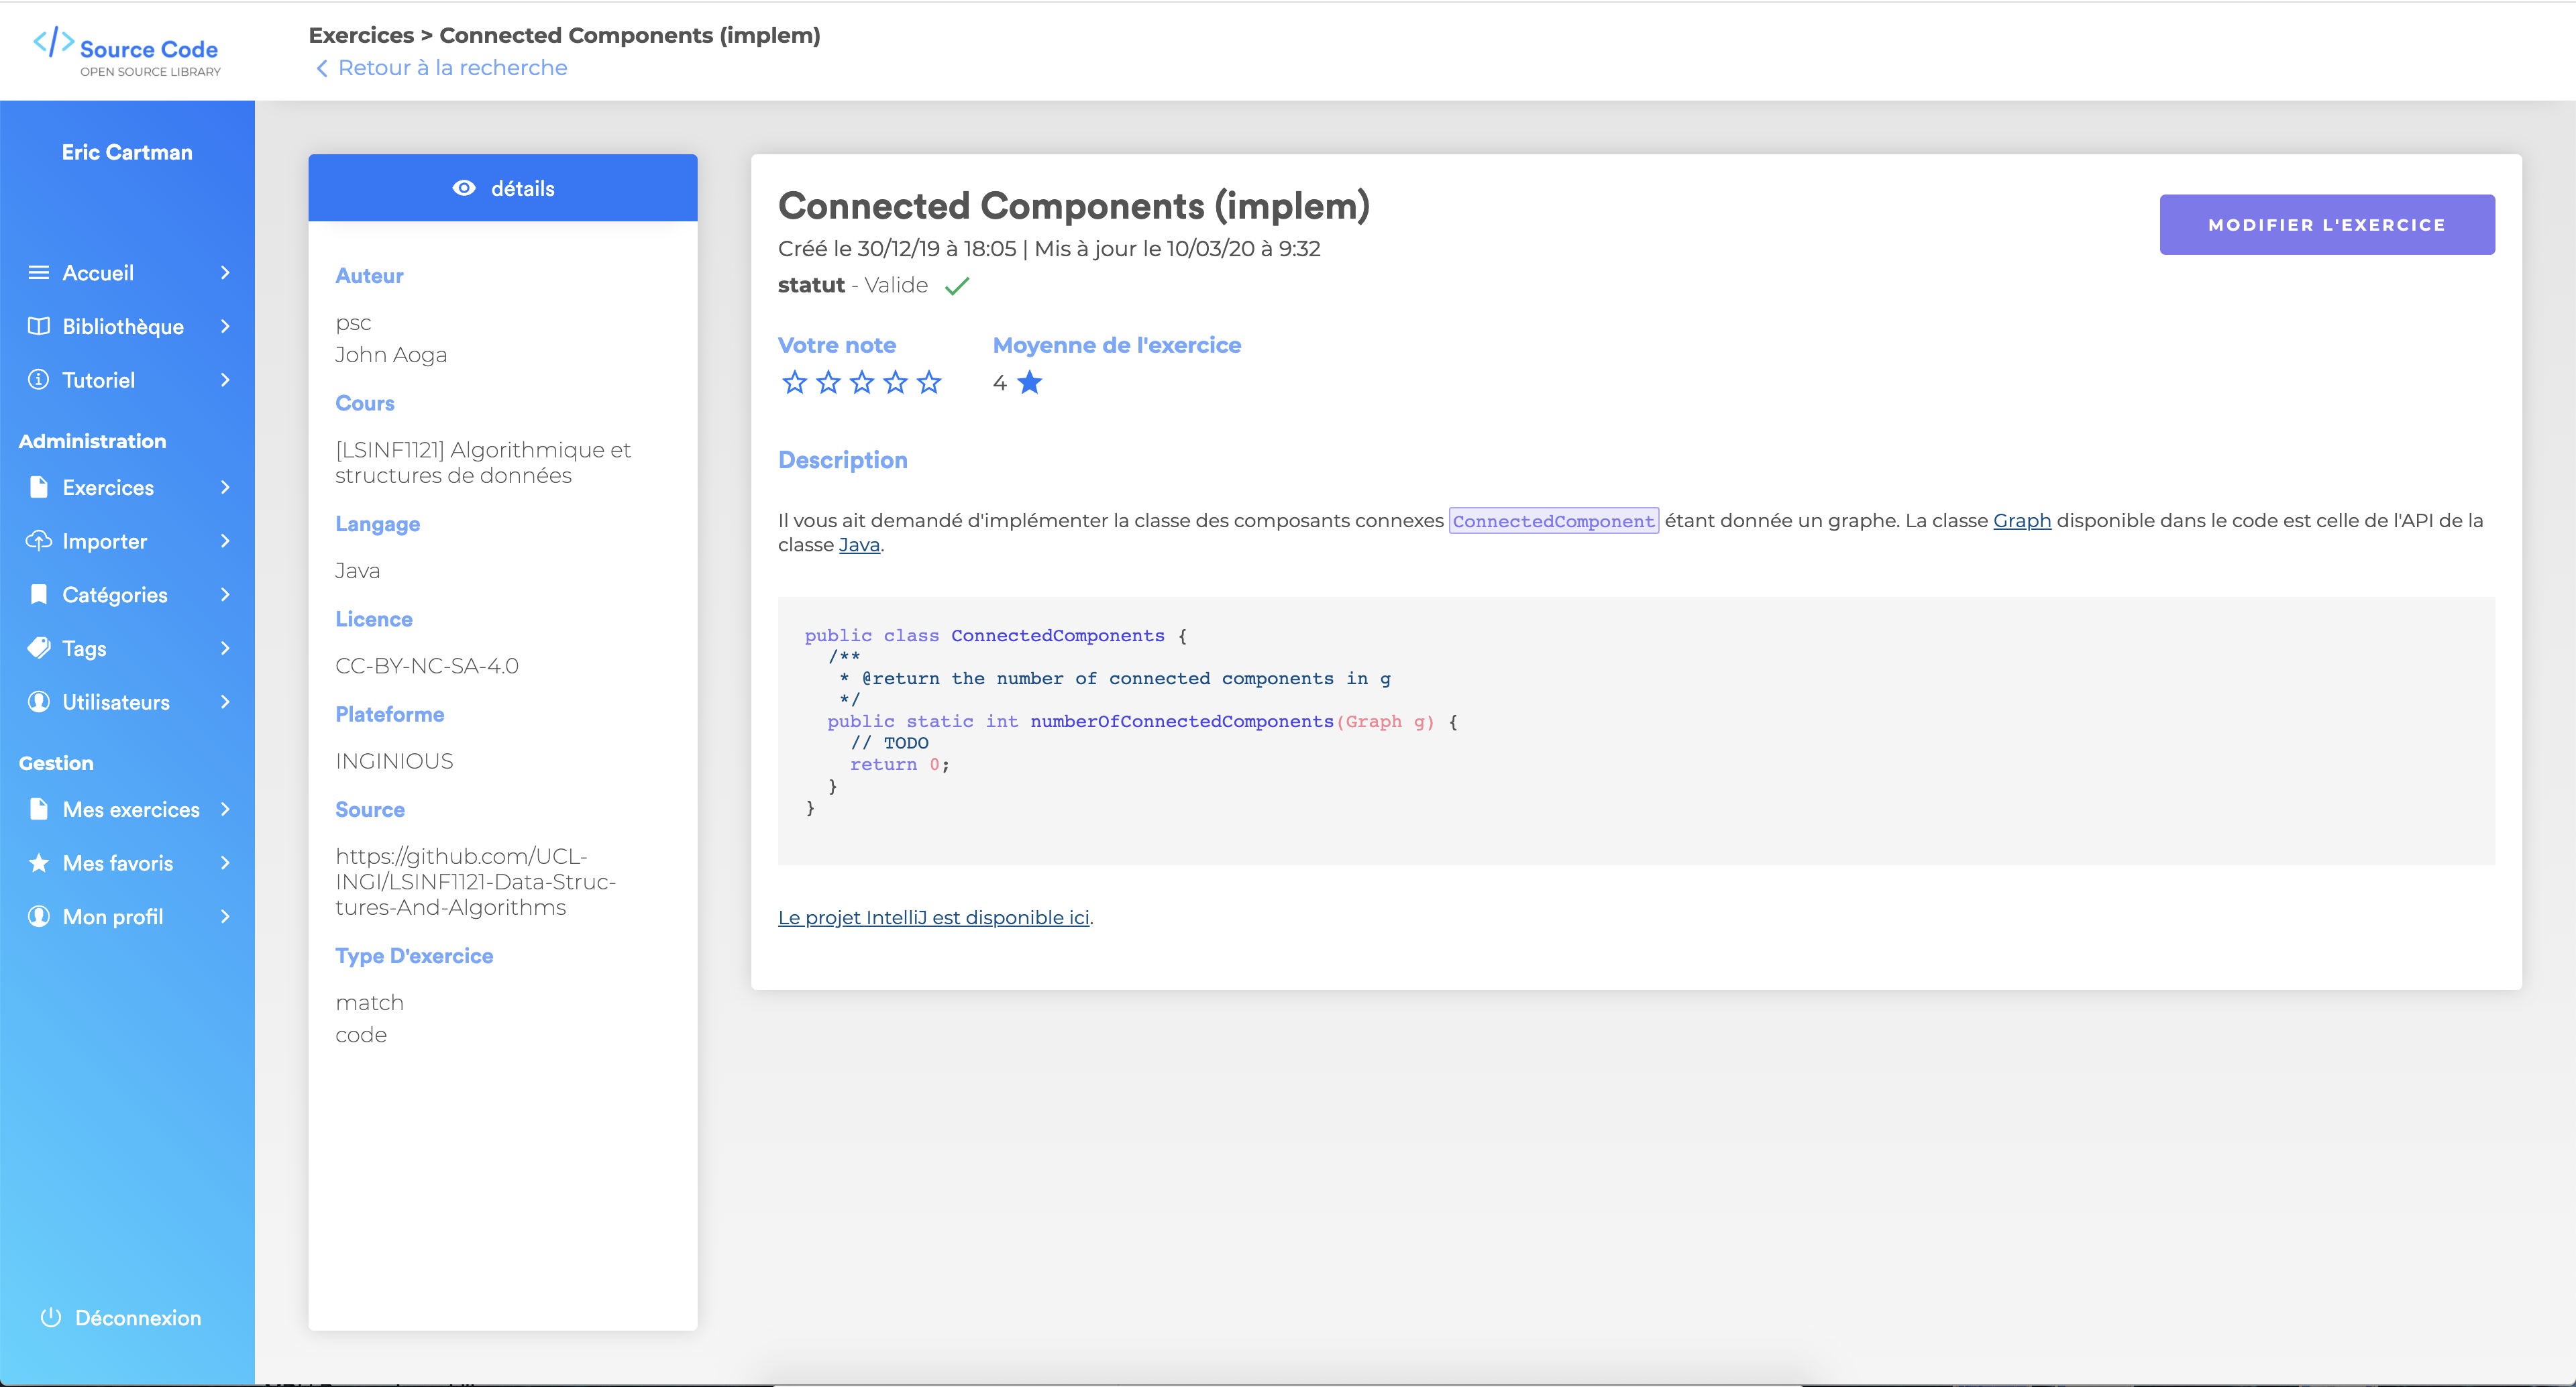 </> Source Code
OPEN SOURCE LIBRARY
Exercices > Connected Components (implem)
Retour à la recherche
Eric Cartman
Accueil
Bibliothèque
Tutoriel
Administration
Exercices
Importer
Catégories
Tags
Utilisateurs
Gestion
Mes exercices
Mes favoris
Mon profil
Déconnexion
détails
Auteur
psc
John Aoga
Cours
[LSINF1121] Algorithmique et
structures de données
Langage
Java
Licence
CC-BY-NC-SA-4.0
Plateforme
INGINIOUS
Source
https://github.com/UCL-
INGI/LSINF1121-Data-Struc-
tures-And-Algorithms
Type D'exercice
match
code
Connected Components (implem)
MODIFIER L'EXERCICE
Créé le 30/12/19 à 18:05 | Mis à jour le 10/03/20 à 9:32
statut - Valide
Votre note
Moyenne de l'exercice
4
Description
Il vous ait demandé d'implémenter la classe des composants connexes ConnectedComponent étant donnée un graphe. La classe Graph disponible dans le code est celle de l'API de la
classe Java.
public class ConnectedComponents {
/**
* @return the number of connected components in g
*/
public static int numberOfConnectedComponents(Graph g) {
// TODO
return 0;
}
}
Le projet IntelliJ est disponible ici.